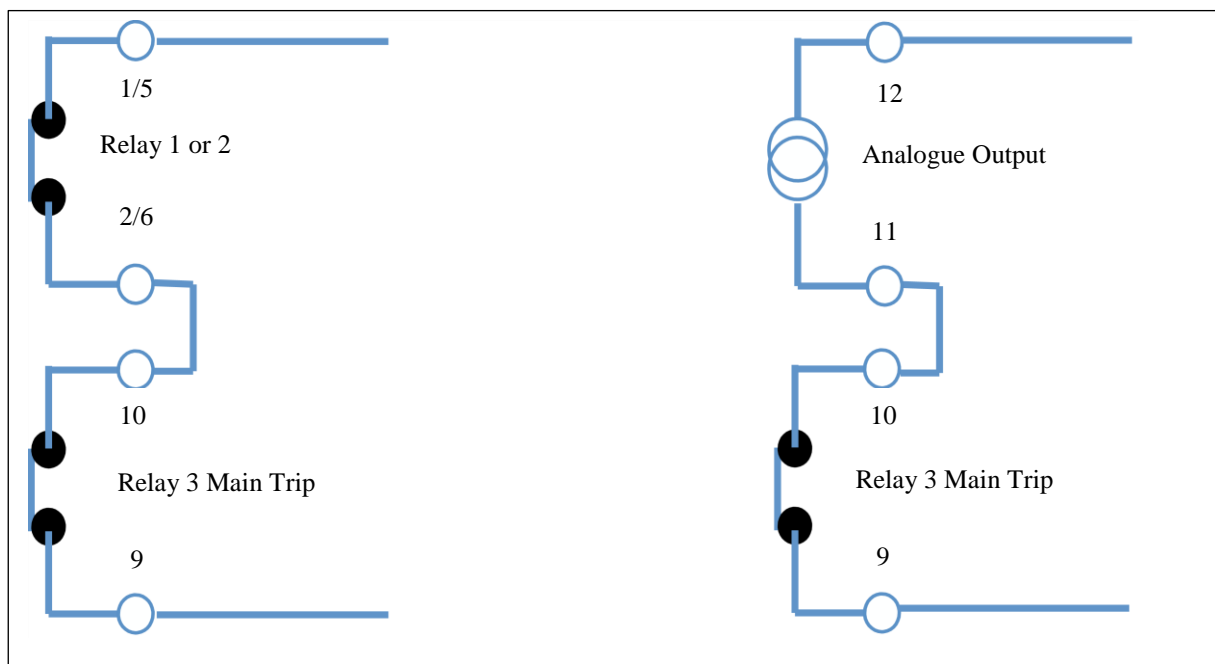 1/5
Relay 1 or 2
2/6
10
Relay 3 Main Trip
9
12
Analogue Output
11
10
Relay 3 Main Trip
9